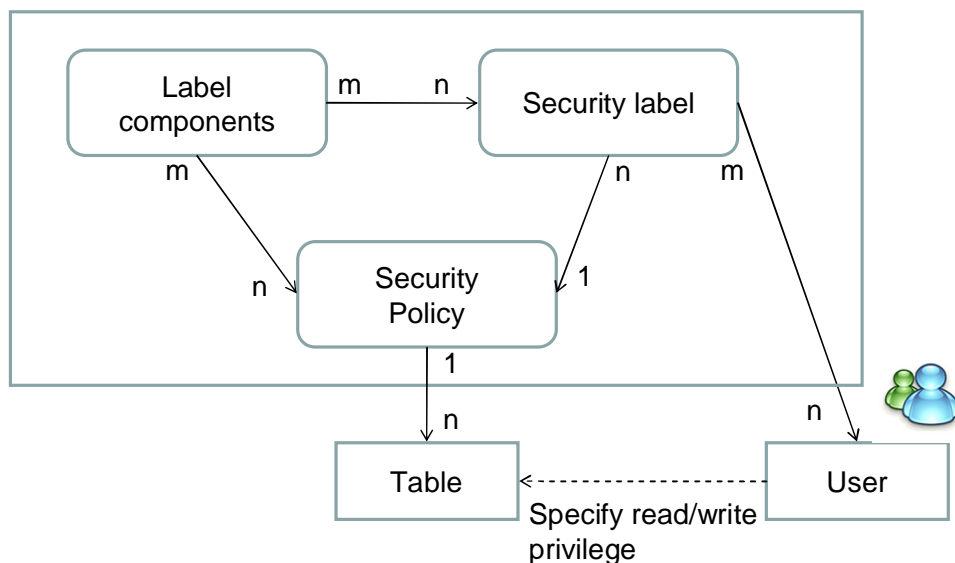 Label
components
m
n
Security label
m
n
m
n
Security
Policy
1
1
n
n
Table
User
Specify read/write
privilege